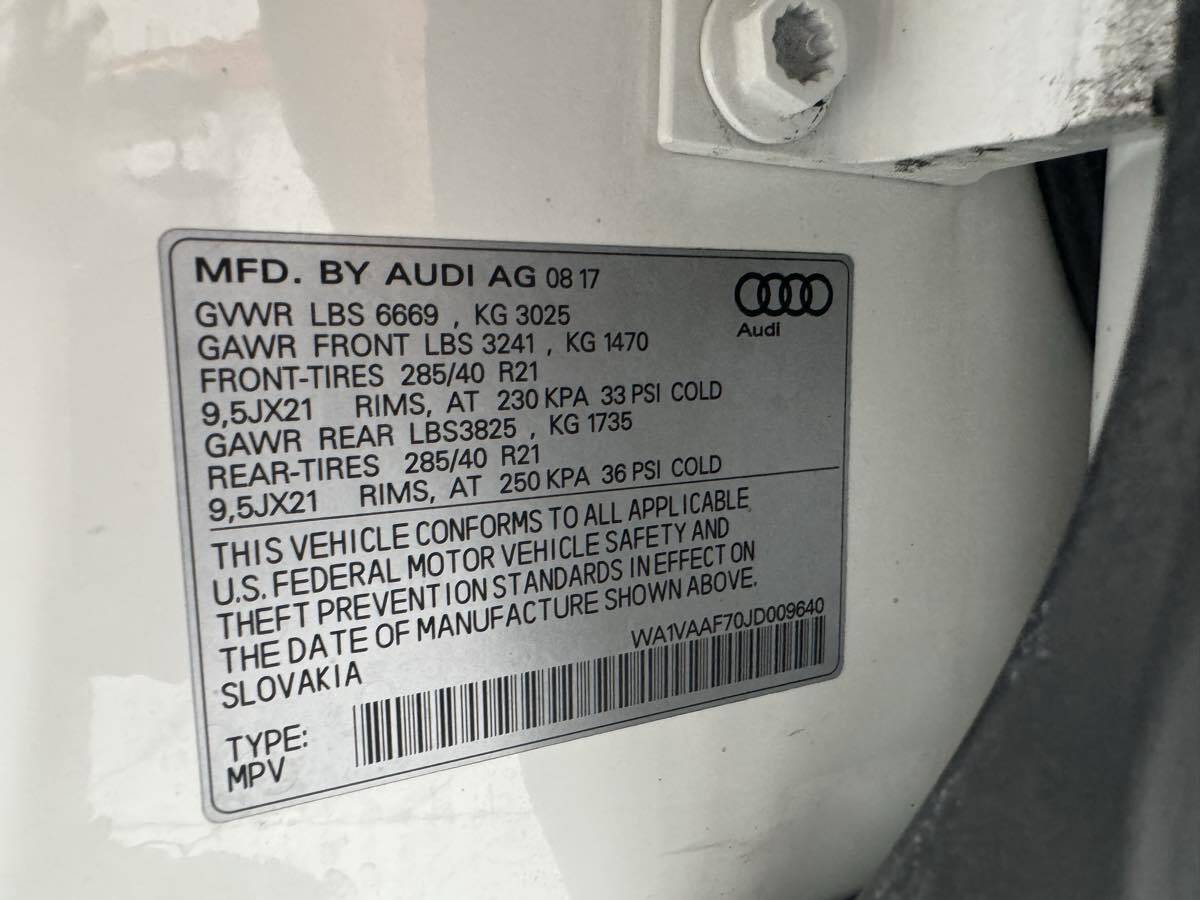 MFD. BY AUDI AG 08 17
GVWR LBS 6669 , KG 3025
GAWR FRONT LBS 3241 , KG 1470
FRONT-TIRES 285/40 R21
9,5JX21 RIMS, AT 230 KPA 33 PSI COLD
GAWR REAR LBS3825 , KG 1735
REAR-TIRES 285/40 R21
9,5JX21 RIMS, AT 250 KPA 36 PSI COLD
Audi
THIS VEHICLE CONFORMS TO ALL APPLICABLE
U.S. FEDERAL MOTOR VEHICLE SAFETY AND
THEFT PREVENTION STANDARDS IN EFFECT ON
THE DATE OF MANUFACTURE SHOWN ABOVE.
SLOVAKIA
WA1VAAF70JD009640
TYPE:
MPV